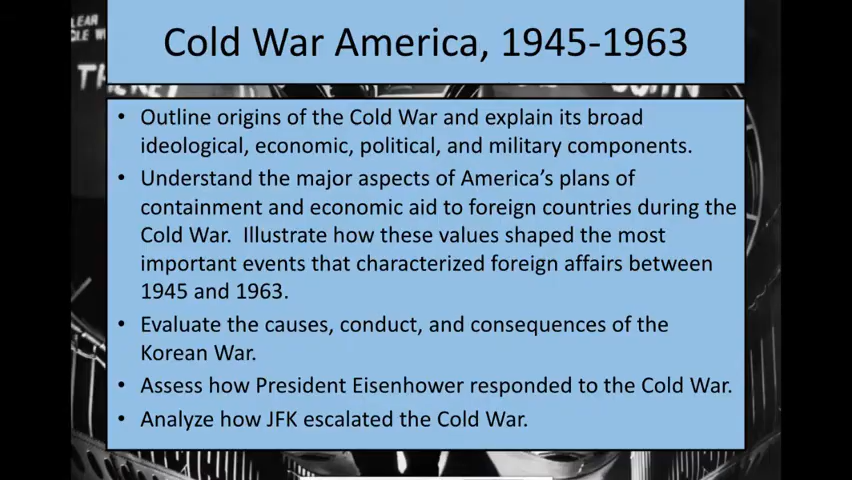 Cold War America, 1945-1963
LEAR
THE
• Outline origins of the Cold War and explain its broad
ideological, economic, political, and military components.
• Understand the major aspects of America's plans of
containment and economic aid to foreign countries during the
Cold War.  Illustrate how these values shaped the most
important events that characterized foreign affairs between
1945 and 1963.
• Evaluate the causes, conduct, and consequences of the
Korean War.
• Assess how President Eisenhower responded to the Cold War.
• Analyze how JFK escalated the Cold War.